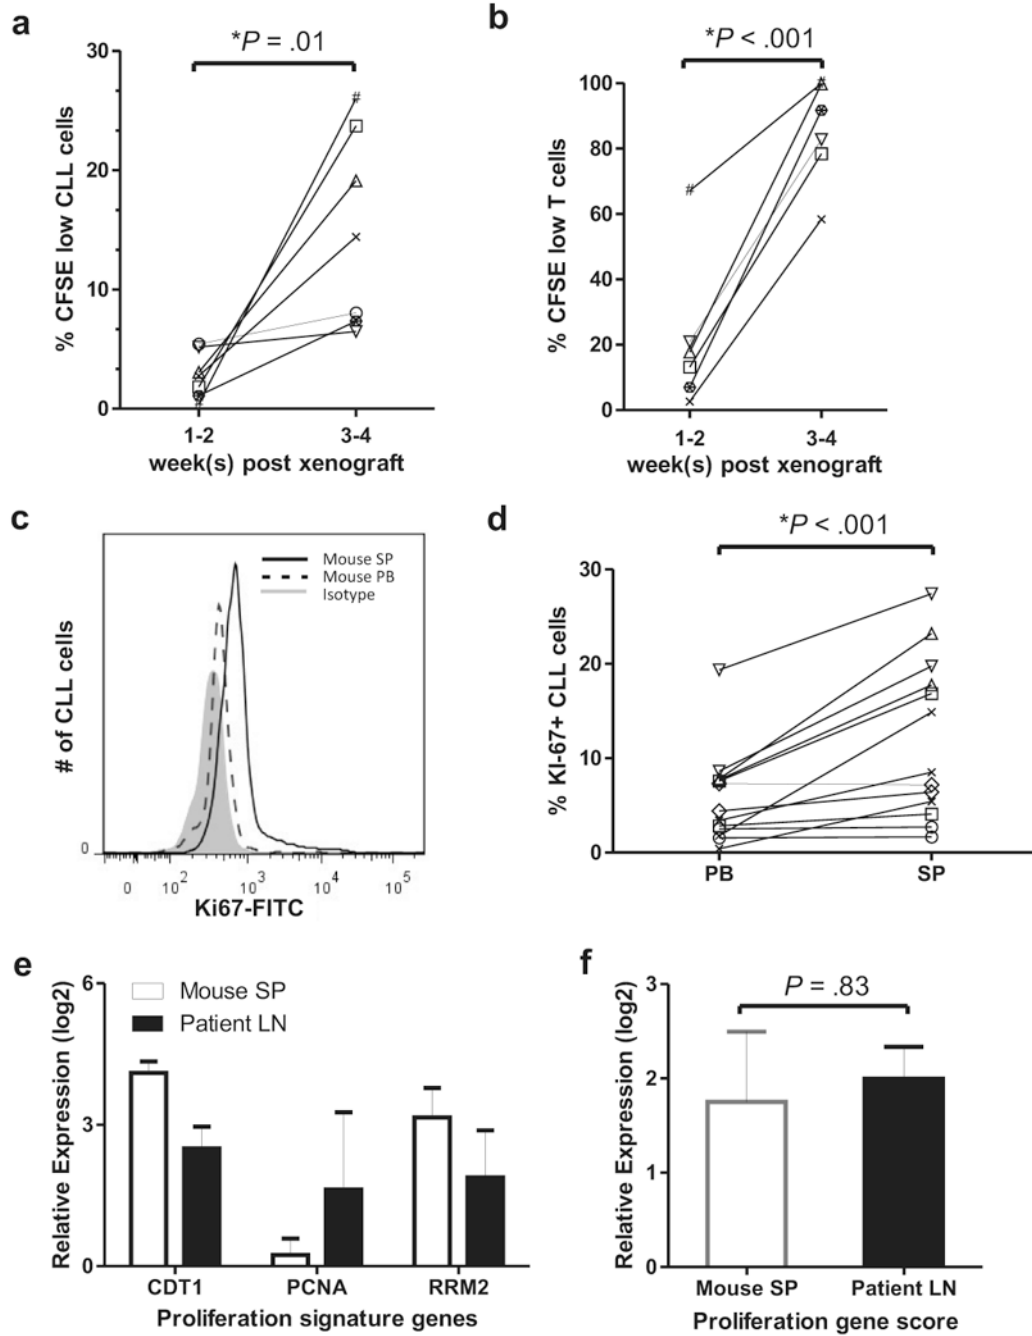 a
*P = .01
30
20
10
0
% CFSE low CLL cells
1-2
3-4
week(s) post xenograft
b
*P < .001
100
80
60
40
20
0
% CFSE low T cells
1-2
3-4
week(s) post xenograft
c
Mouse SP
Mouse PB
Isotype
# of CLL cells
0
0
10²
10³
10⁴
10⁵
Ki67-FITC
d
*P < .001
30
20
10
0
% KI-67+ CLL cells
PB
SP
e
6
3
0
Relative Expression (log2)
Mouse SP
Patient LN
CDT1
PCNA
RRM2
Proliferation signature genes
f
P = .83
3
2
1
0
Relative Expression (log2)
Mouse SP
Patient LN
Proliferation gene score